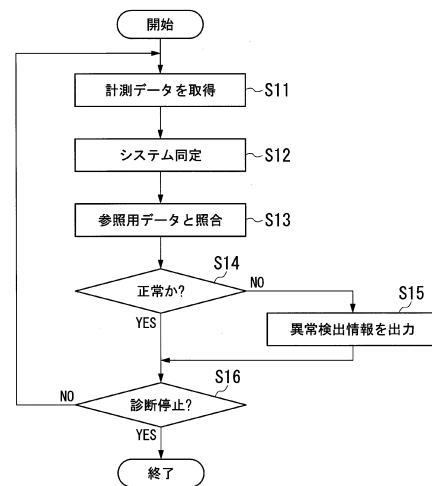 開始
計測データを取得
S11
システム同定
S12
参照用データと照合
S13
S14
正常か?
NO
YES
S15
異常検出情報を出力
S16
NO
診断停止?
YES
終了